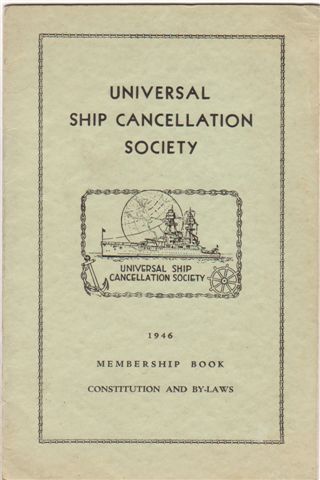 UNIVERSAL
SHIP CANCELLATION
SOCIETY
UNIVERSAL SHIP
CANCELLATION SOCIETY
1946
MEMBERSHIP BOOK
CONSTITUTION AND BY-LAWS